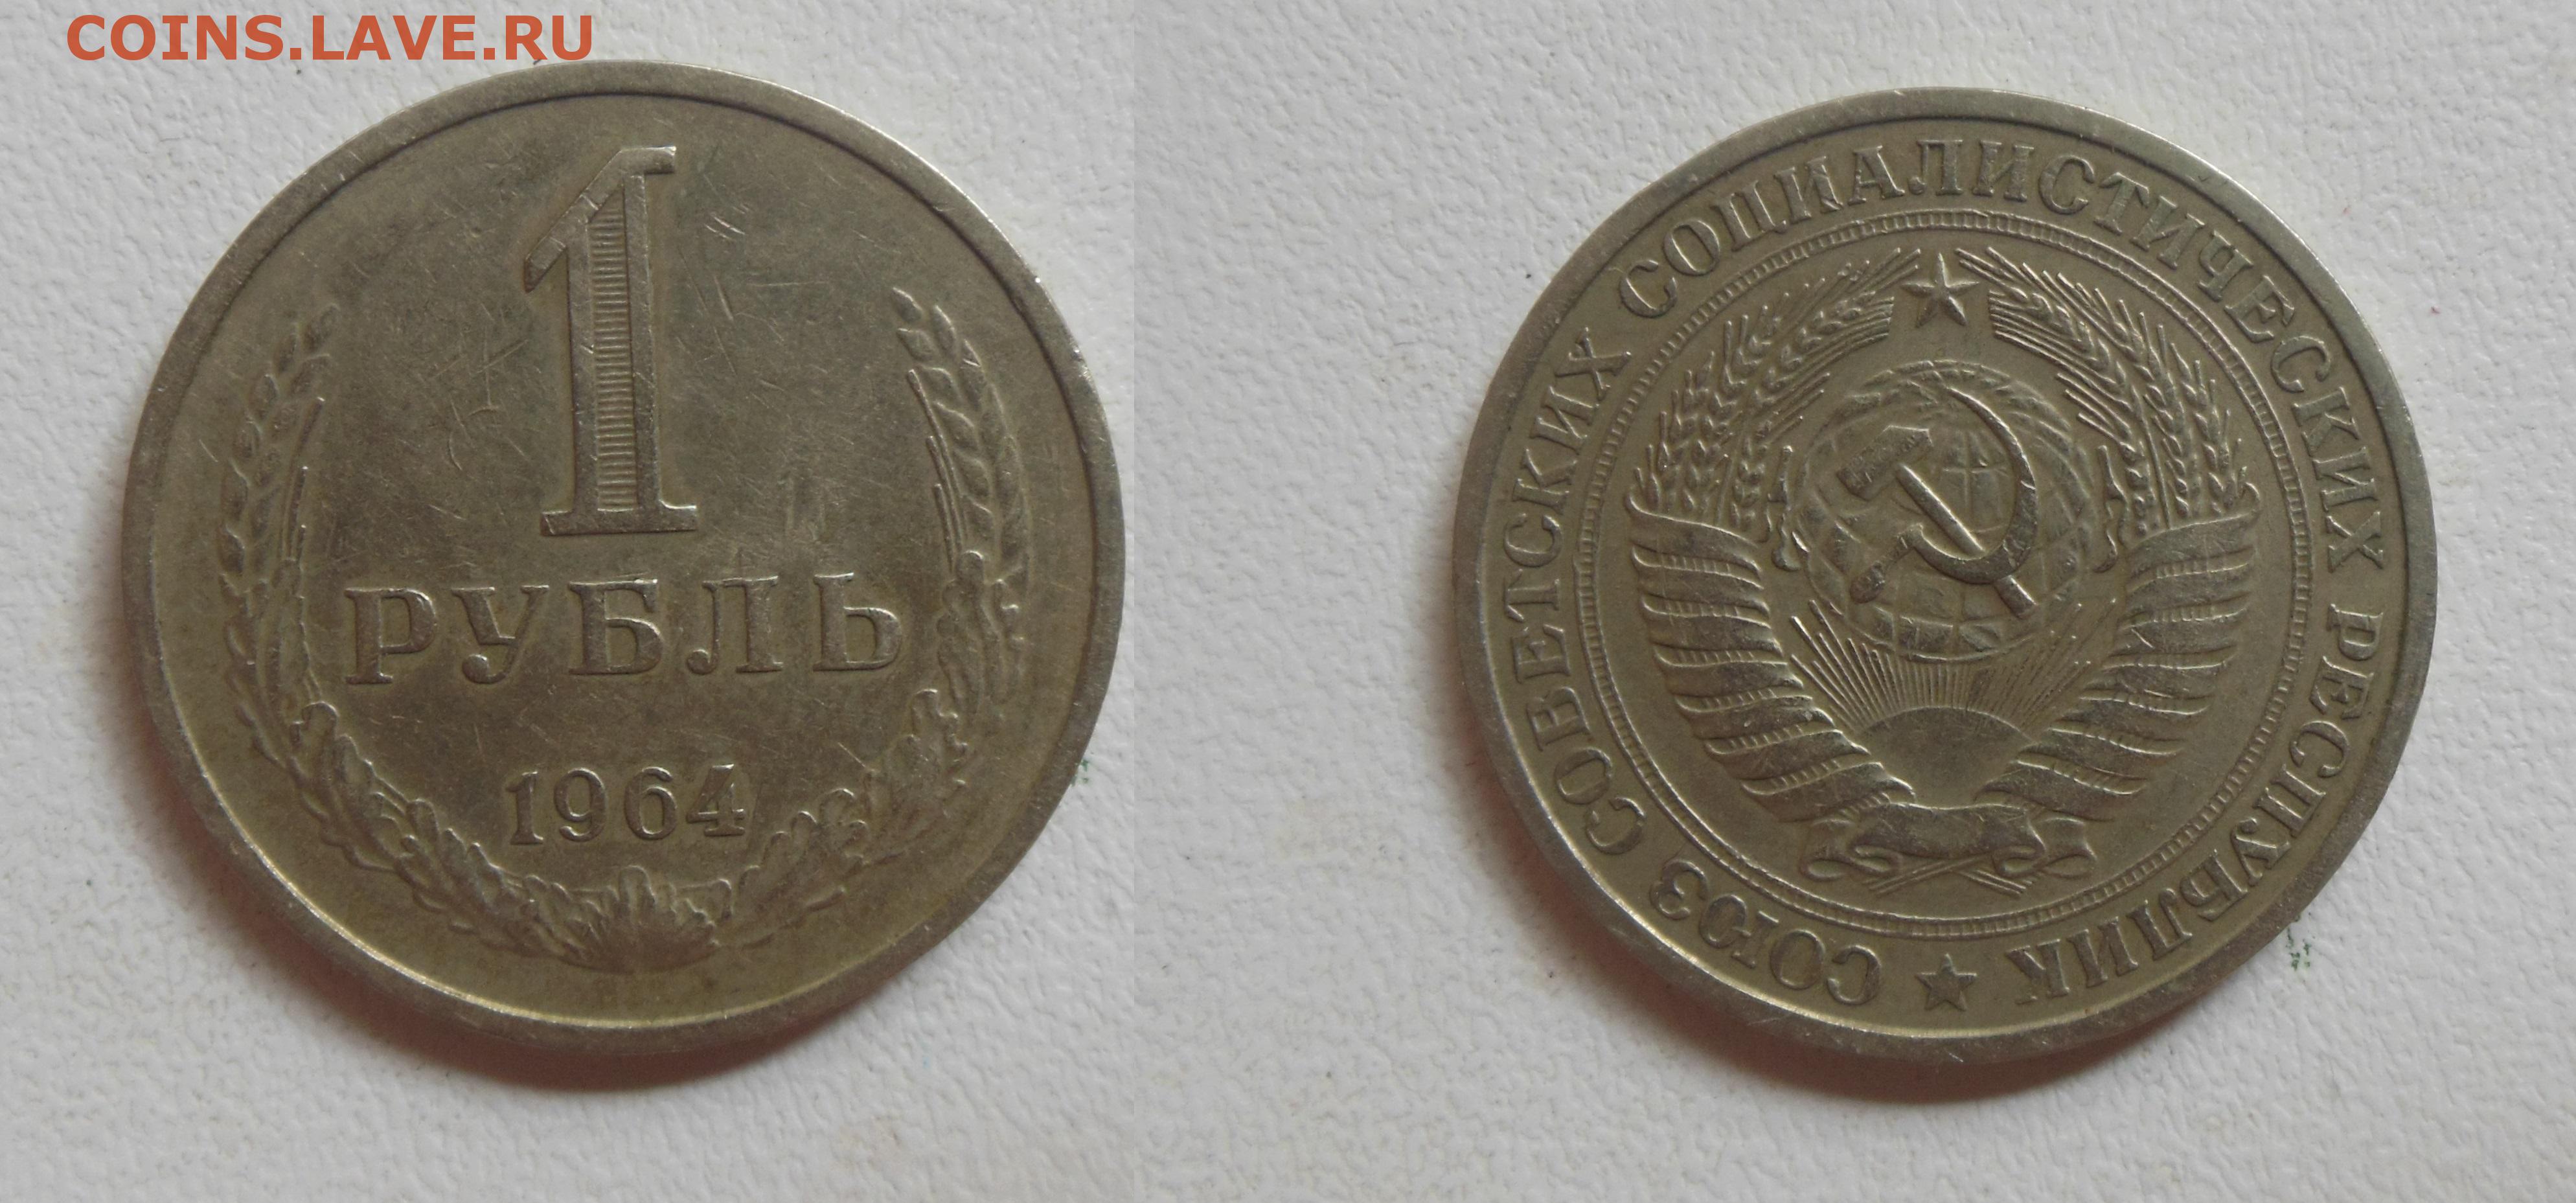 COINS.LAVE.RU
1
РУБЛЬ
1964
СОЮЗ СОВЕТСКИХ СОЦИАЛИСТИЧЕСКИХ РЕСПУБЛИК